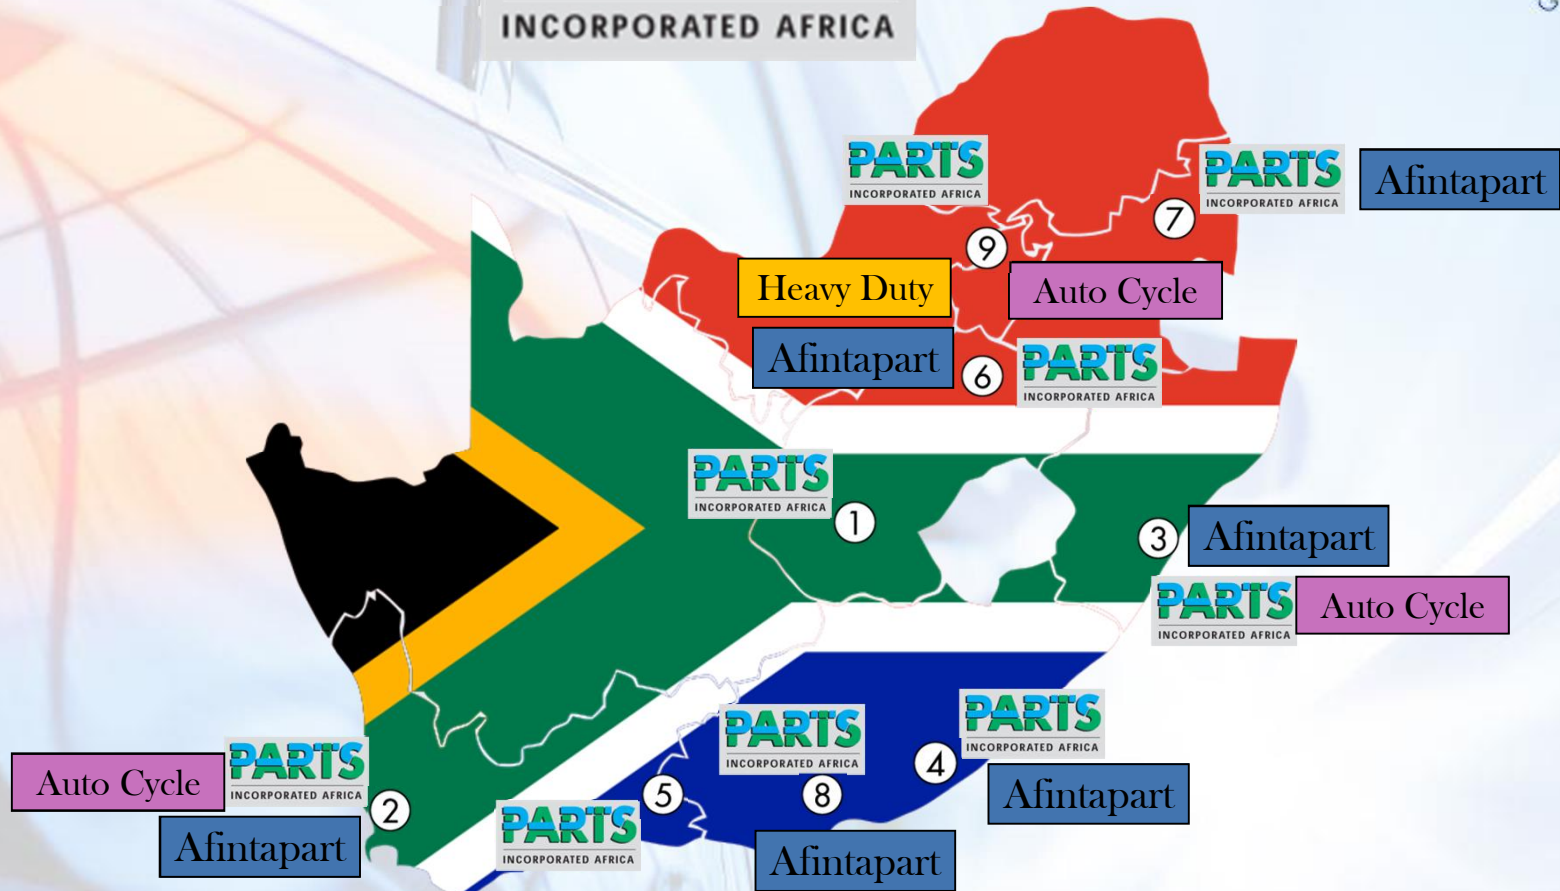 INCORPORATED AFRICA
PARTS
INCORPORATED AFRICA
PARTS
INCORPORATED AFRICA
Afintapart
7
9
Heavy Duty
Auto Cycle
Afintapart
6
PARTS
INCORPORATED AFRICA
PARTS
INCORPORATED AFRICA
1
3
Afintapart
PARTS
INCORPORATED AFRICA
Auto Cycle
PARTS
INCORPORATED AFRICA
4
Afintapart
PARTS
INCORPORATED AFRICA
8
Afintapart
5
PARTS
INCORPORATED AFRICA
Auto Cycle
PARTS
INCORPORATED AFRICA
2
Afintapart